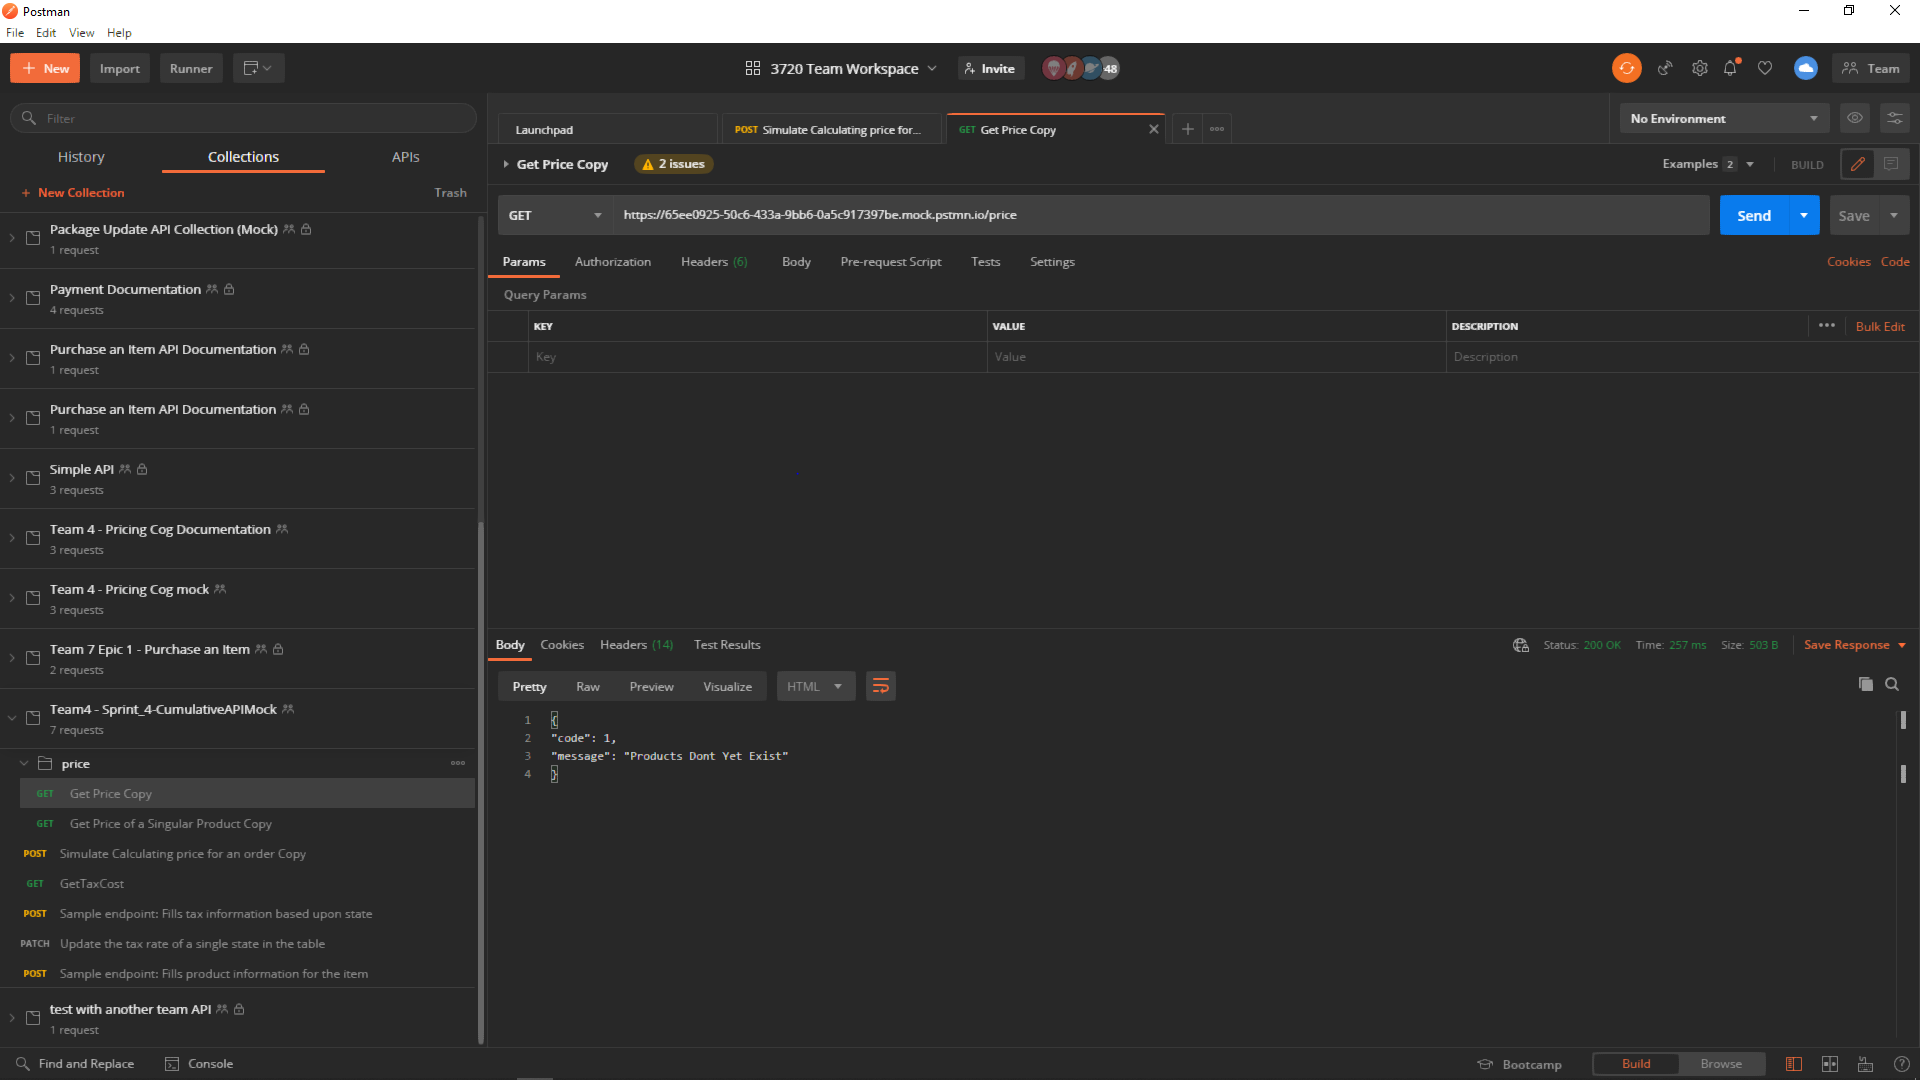 Postman
File Edit View Help
New Import Runner 3720 Team Workspace Invite 48 Team
Filter
History Collections APIs
+ New Collection Trash
Package Update API Collection (Mock)
1 request
Payment Documentation
4 requests
Purchase an Item API Documentation
1 request
Purchase an Item API Documentation
1 request
Simple API
3 requests
Team 4 - Pricing Cog Documentation
3 requests
Team 4 - Pricing Cog mock
3 requests
Team 7 Epic 1 - Purchase an Item
2 requests
Team4 - Sprint_4-CumulativeAPIMock
7 requests
price
GET Get Price Copy
GET Get Price of a Singular Product Copy
POST Simulate Calculating price for an order Copy
GET GetTaxCost
POST Sample endpoint: Fills tax information based upon state
PATCH Update the tax rate of a single state in the table
POST Sample endpoint: Fills product information for the item
test with another team API
1 request
Launchpad POST Simulate Calculating price for... GET Get Price Copy No Environment
Get Price Copy 2 issues Examples 2 BUILD
GET https://65ee0925-50c6-433a-9bb6-0a5c917397be.mock.pstmn.io/price Send Save
Params Authorization Headers (6) Body Pre-request Script Tests Settings Cookies Code
Query Params
KEY VALUE DESCRIPTION Bulk Edit
Key Value Description
Body Cookies Headers (14) Test Results Status: 200 OK Time: 257 ms Size: 503 B Save Response
Pretty Raw Preview Visualize HTML
1 {
2 "code": 1,
3 "message": "Products Dont Yet Exist"
4 }
Find and Replace Console Bootcamp Build Browse